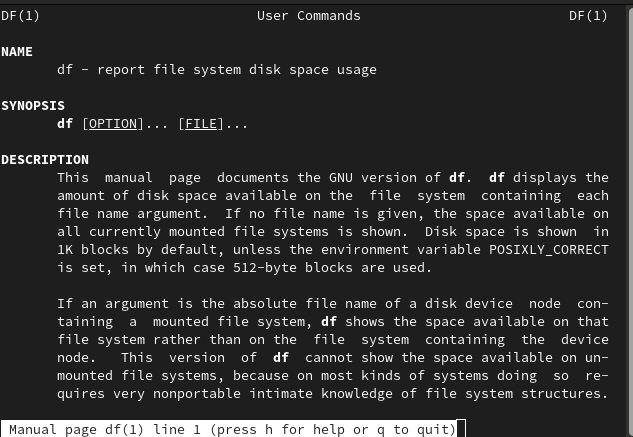 DF(1) User Commands DF(1)
NAME
df - report file system disk space usage
SYNOPSIS
df [OPTION]... [FILE]...
DESCRIPTION
This manual page documents the GNU version of df. df displays the
amount of disk space available on the file system containing each
file name argument. If no file name is given, the space available on
all currently mounted file systems is shown. Disk space is shown in
1K blocks by default, unless the environment variable POSIXLY_CORRECT
is set, in which case 512-byte blocks are used.
If an argument is the absolute file name of a disk device node con-
taining a mounted file system, df shows the space available on that
file system rather than on the file system containing the device
node. This version of df cannot show the space available on un-
mounted file systems, because on most kinds of systems doing so re-
quires very nonportable intimate knowledge of file system structures.
Manual page df(1) line 1 (press h for help or q to quit)